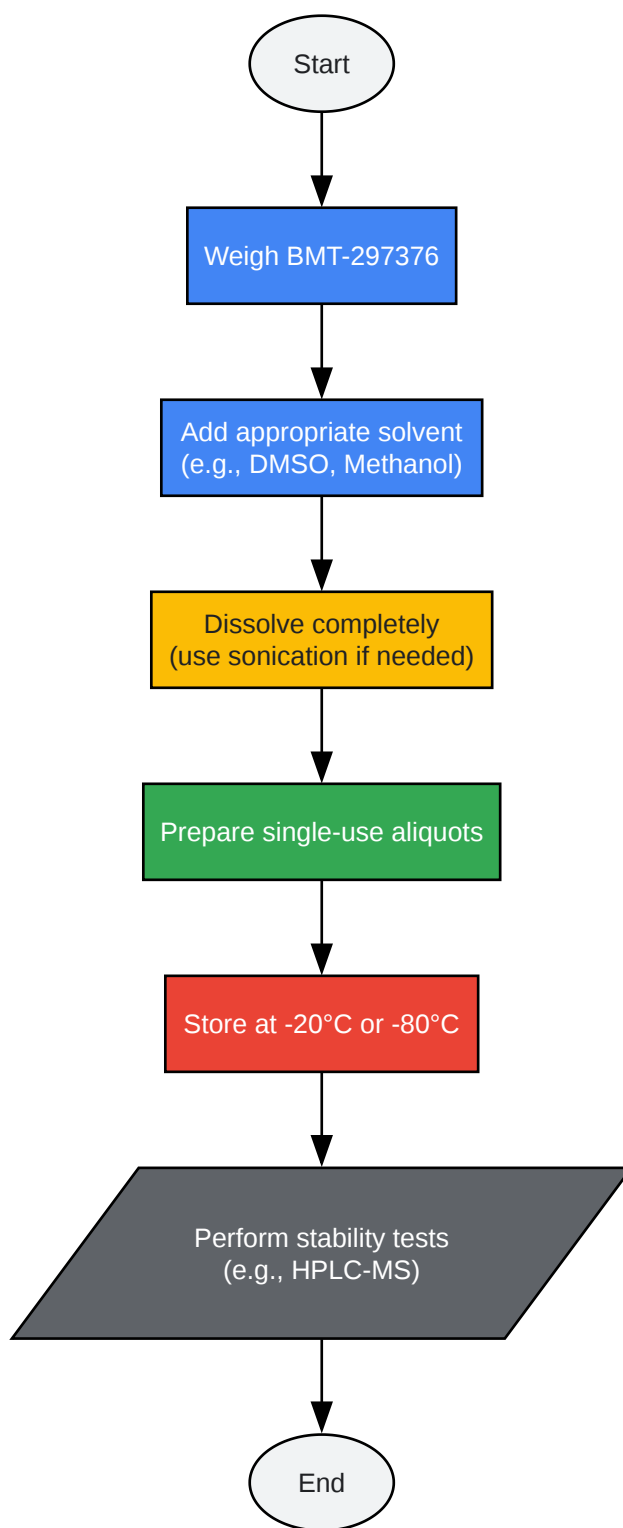 Start
Weigh BMT-297376
Add appropriate solvent
(e.g., DMSO, Methanol)
Dissolve completely
(use sonication if needed)
Prepare single-use aliquots
Store at -20°C or -80°C
Perform stability tests
(e.g., HPLC-MS)
End